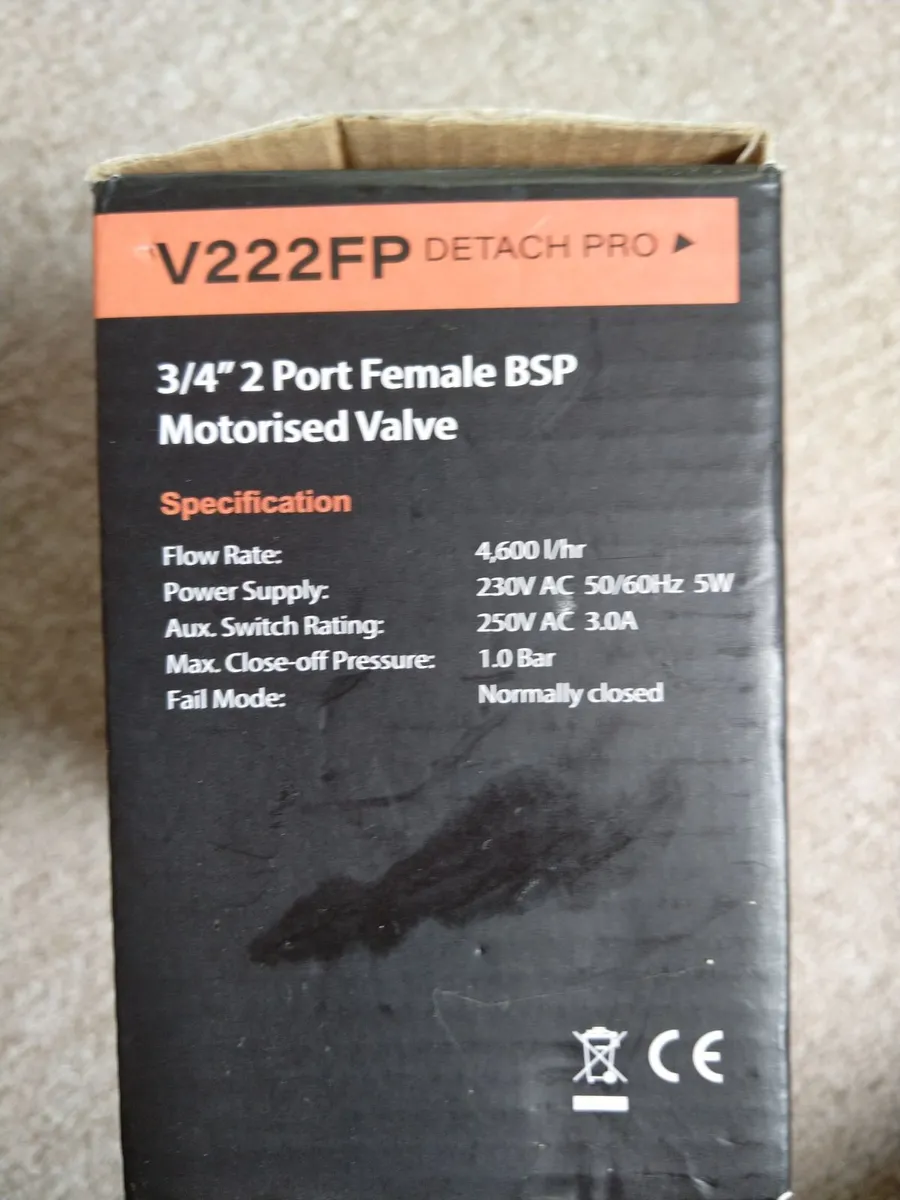 V222FP DETACH PRO ▶
3/4” 2 Port Female BSP
Motorised Valve
Specification
Flow Rate: 4,600 l/hr
Power Supply: 230V AC 50/60Hz 5W
Aux. Switch Rating: 250V AC 3.0A
Max. Close-off Pressure: 1.0 Bar
Fail Mode: Normally closed
CE